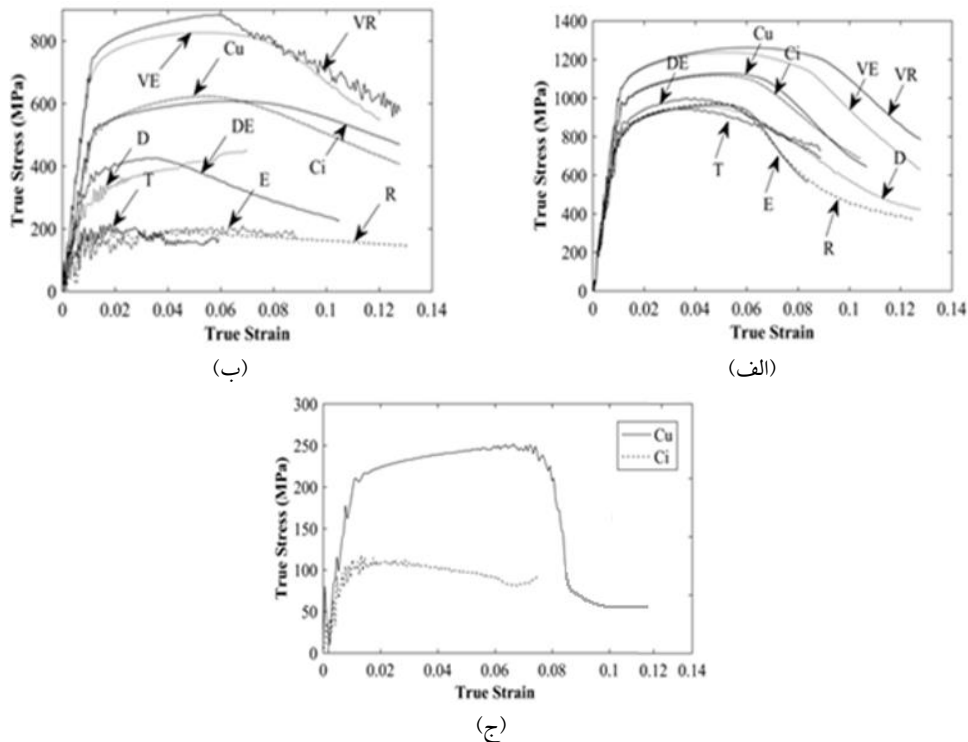 800
600
400
200
0
True Stress (MPa)
0 0.02 0.04 0.06 0.08 0.1 0.12 0.14
True Strain
VR
VE
Cu
DE
D
T
E
Ci
R
(ب)
1400
1200
1000
800
600
400
200
0
True Stress (MPa)
0 0.02 0.04 0.06 0.08 0.1 0.12 0.14
True Strain
DE
Cu
Ci
VE
VR
T
E
D
R
(الف)
300
250
200
150
100
50
0
True Stress (MPa)
0 0.02 0.04 0.06 0.08 0.1 0.12 0.14
True Strain
Cu
Ci
(ج)